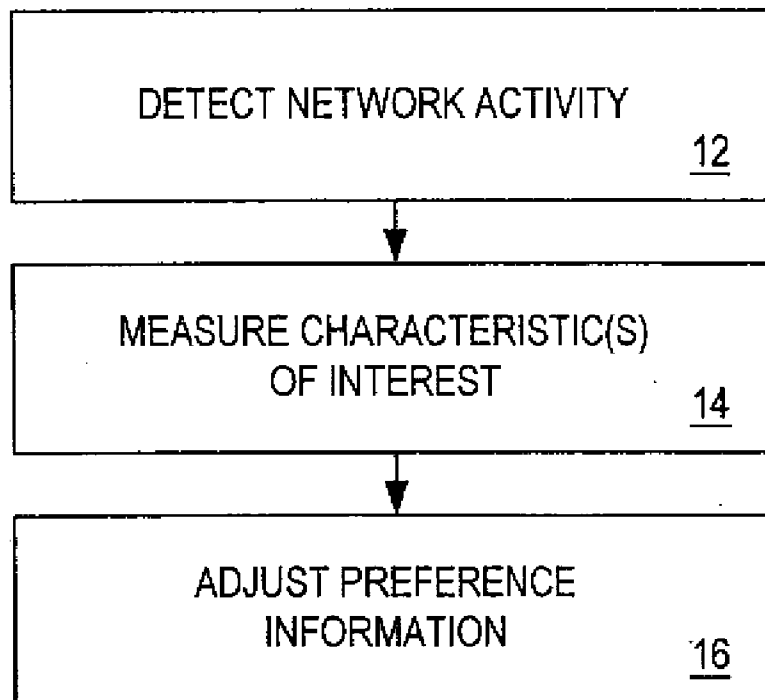 DETECT NETWORK ACTIVITY
12
MEASURE CHARACTERISTIC(S)
OF INTEREST
14
ADJUST PREFERENCE
INFORMATION
16